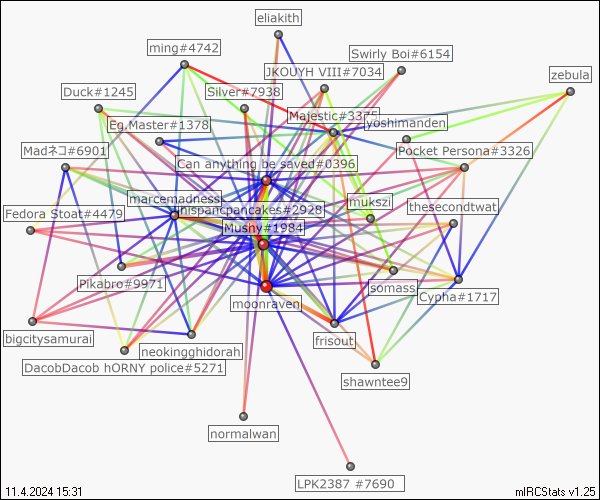 eliakith
ming#4742
Swirly Boi#6154
JKOUYH VIII#7034
zebula
Duck#1245
Silver#7938
Majestic#3375
Eg.Master#1378
yoshimanden
Madネコ#6901
Pocket Persona#3326
Can anything be saved#0396
marcemadness
mukszi
hispancpancakes#2928
thesecondtwat
Fedora Stoat#4479
Mushy#1984
Pikabro#9971
somass
Cypha#1717
moonraven
bigcitysamurai
frisout
neokingghidorah
DacobDacob hORNY police#5271
shawntee9
normalwan
LPK2387 #7690
11.4.2024 15:31
mIRCStats v1.25